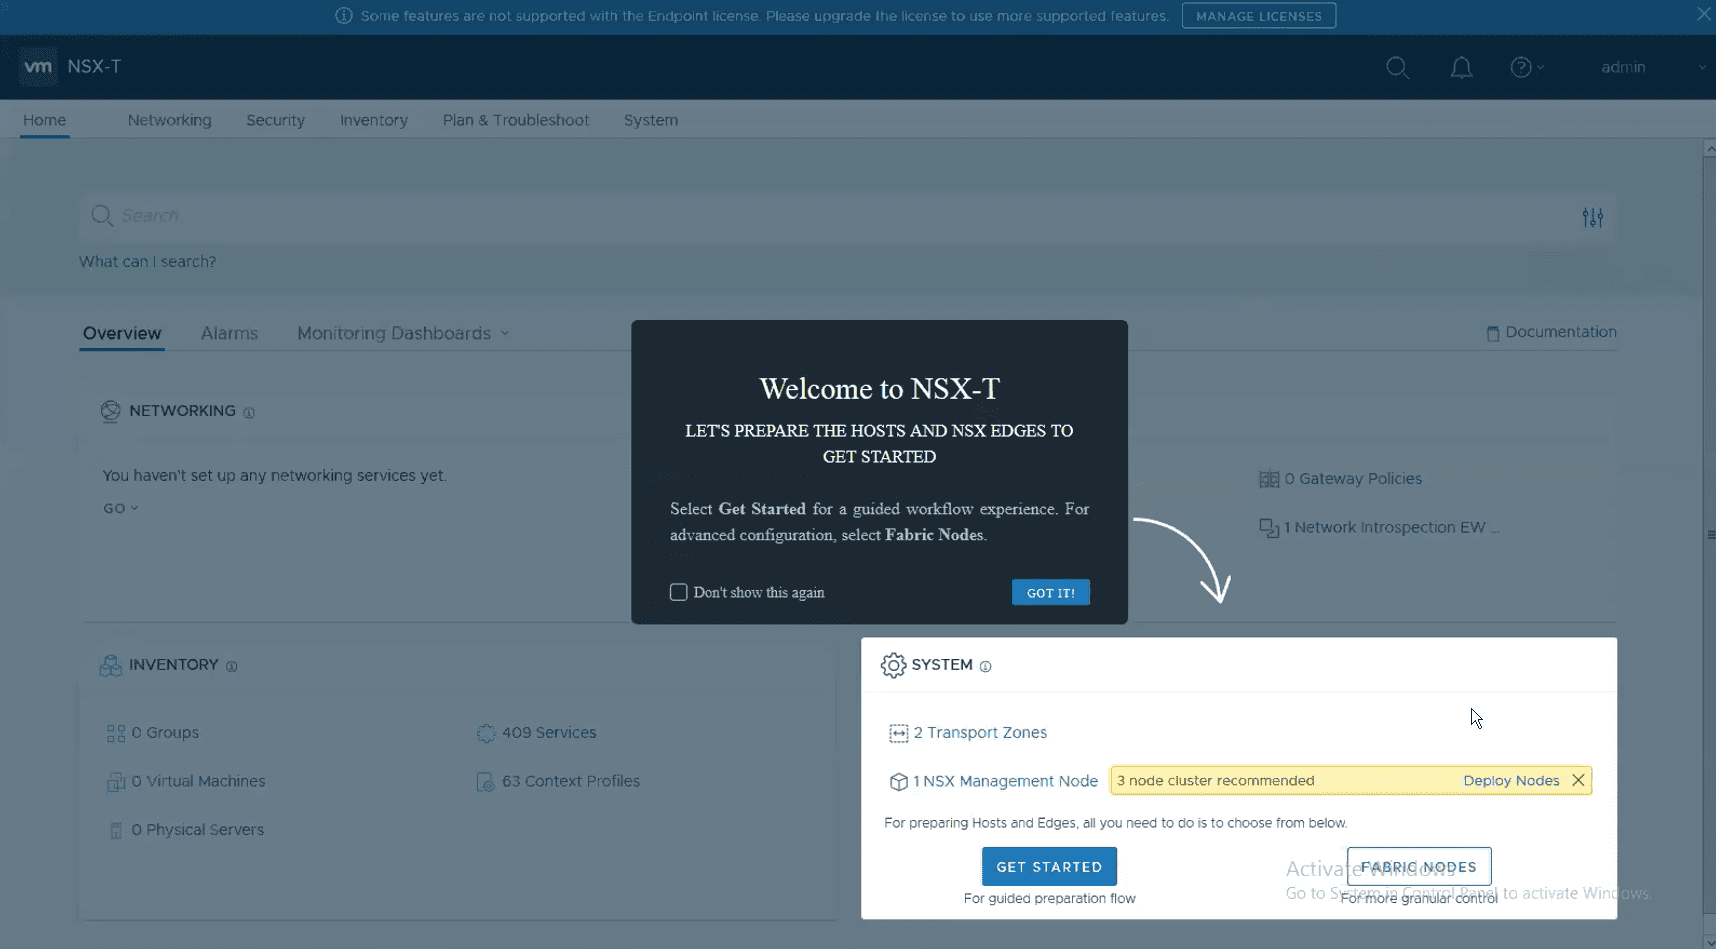 Some features are not supported with the Endpoint license. Please upgrade the license to use more supported features. MANAGE LICENSES
vm NSX-T admin
Home Networking Security Inventory Plan & Troubleshoot System
Search
What can I search?
Overview Alarms Monitoring Dashboards Documentation
Welcome to NSX-T
LET'S PREPARE THE HOSTS AND NSX EDGES TO
GET STARTED
Select Get Started for a guided workflow experience. For
advanced configuration, select Fabric Nodes.
Don't show this again GOT IT!
NETWORKING
You haven't set up any networking services yet.
GO
0 Gateway Policies
1 Network Introspection EW ...
INVENTORY
0 Groups 409 Services
0 Virtual Machines 63 Context Profiles
0 Physical Servers
SYSTEM
2 Transport Zones
1 NSX Management Node 3 node cluster recommended Deploy Nodes
For preparing Hosts and Edges, all you need to do is to choose from below.
GET STARTED FABRIC NODES
For guided preparation flow For more granular control
Activate Windows
Go to System in Control Panel to activate Windows.